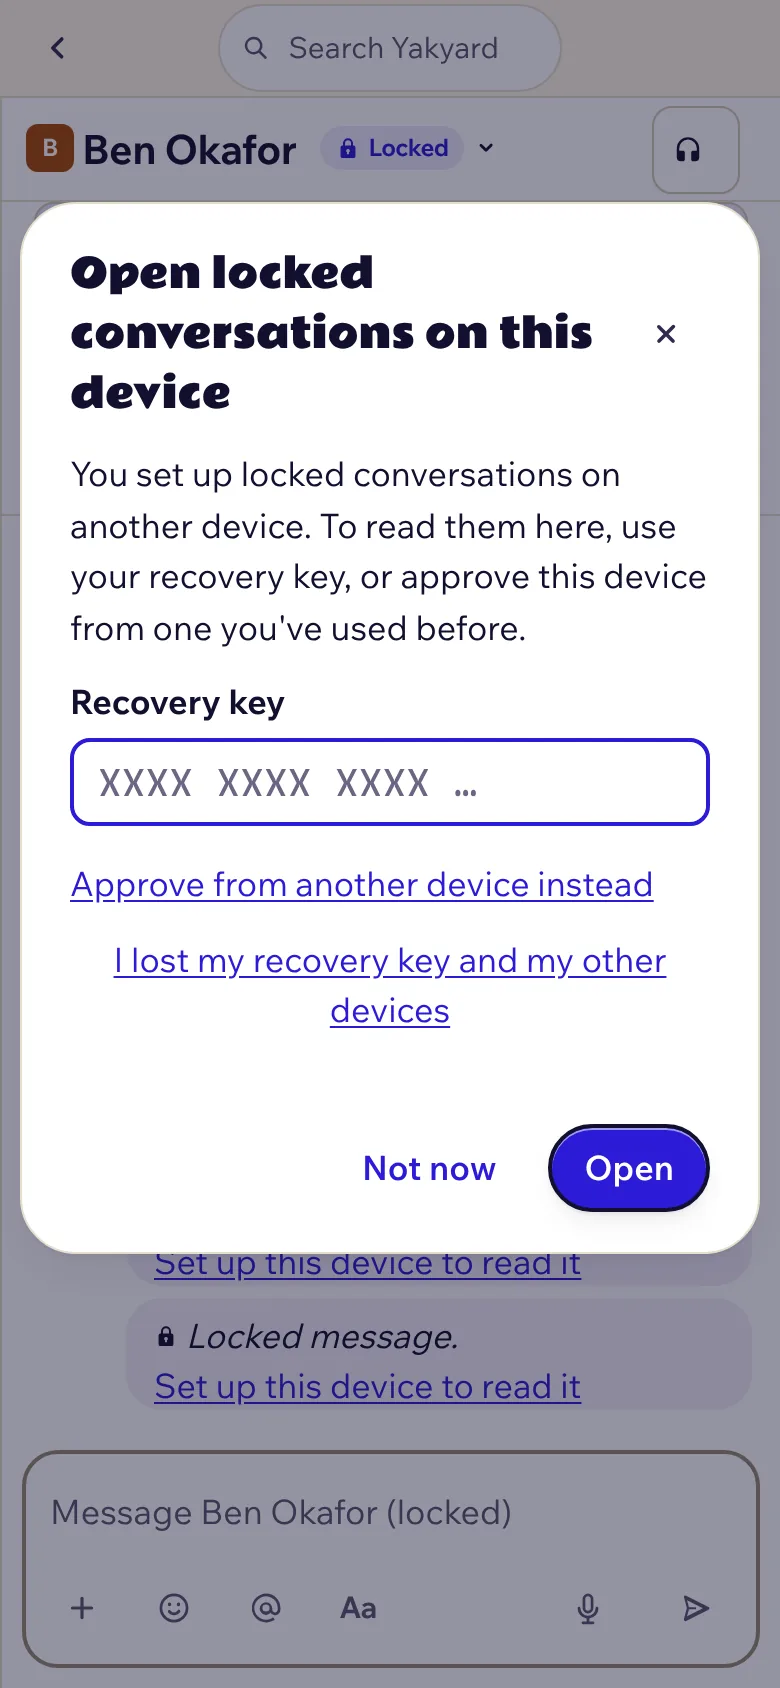 Search Yakyard
B
Ben Okafor
Locked
Open locked
conversations on this
device
You set up locked conversations on
another device. To read them here, use
your recovery key, or approve this device
from one you've used before.
Recovery key
XXXX XXXX XXXX …
Approve from another device instead
I lost my recovery key and my other
devices
Not now
Open
Set up this device to read it
Locked message.
Set up this device to read it
Message Ben Okafor (locked)
Aa